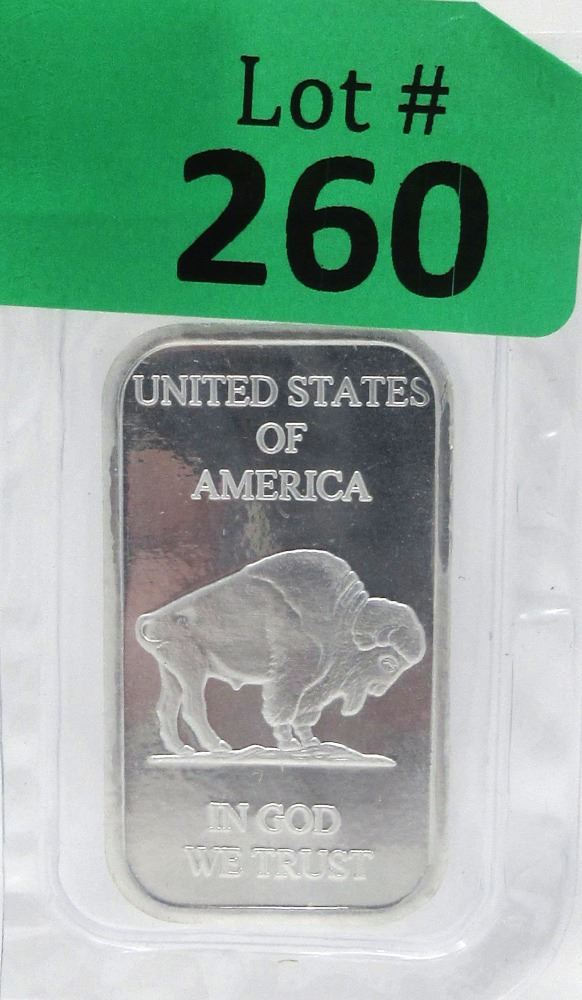 Lot #
260
UNITED STATES
OF
AMERICA
IN GOD
WE TRUST